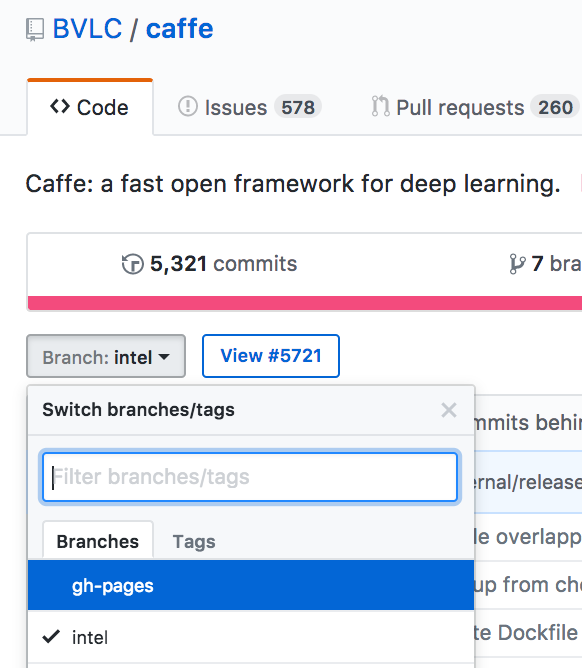 BVLC / caffe
Code Issues 578 Pull requests 260
Caffe: a fast open framework for deep learning.
5,321 commits 7 bra
Branch: intel View #5721
Switch branches/tags
mmits behin
Filter branches/tags
ernal/release
Branches Tags
le overlapp
gh-pages
up from che
intel
te Dockfile